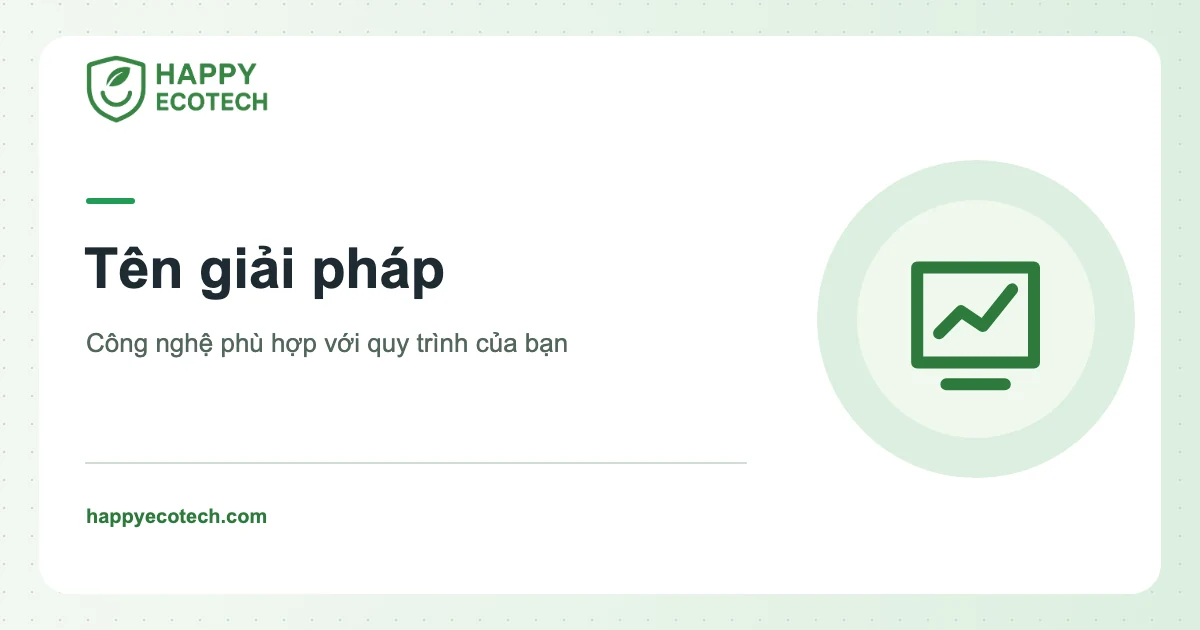 HAPPY
ECOTECH
Tên giải pháp
Công nghệ phù hợp với quy trình của bạn
happyecotech.com